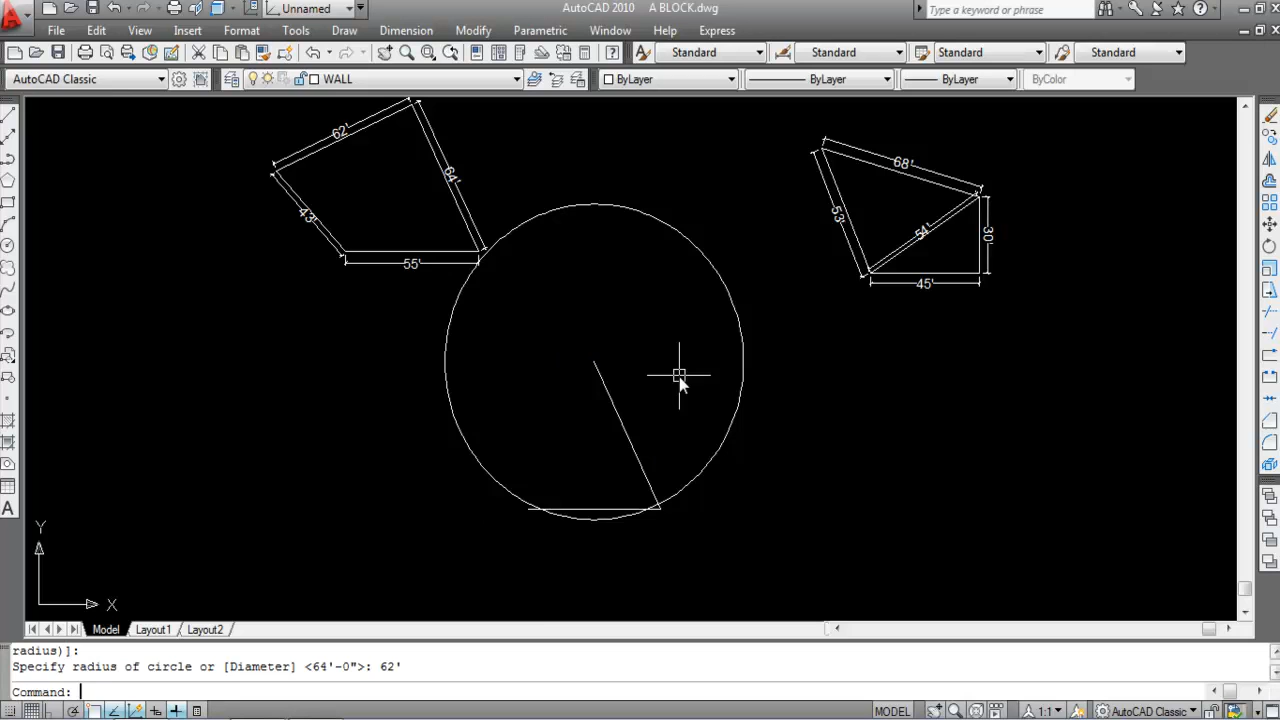 Unnamed
AutoCAD 2010 A BLOCK.dwg
Type a keyword or phrase
File Edit View Insert Format Tools Draw Dimension Modify Parametric Window Help Express
Standard Standard Standard Standard
AutoCAD Classic WALL ByLayer ByLayer ByLayer ByColor
62'
64'
43'
55'
68'
53'
54'
30'
45'
Y
X
Model Layout1 Layout2
radius)]:
Specify radius of circle or [Diameter] <64'-0">: 62'
Command:
MODEL 1:1 AutoCAD Classic